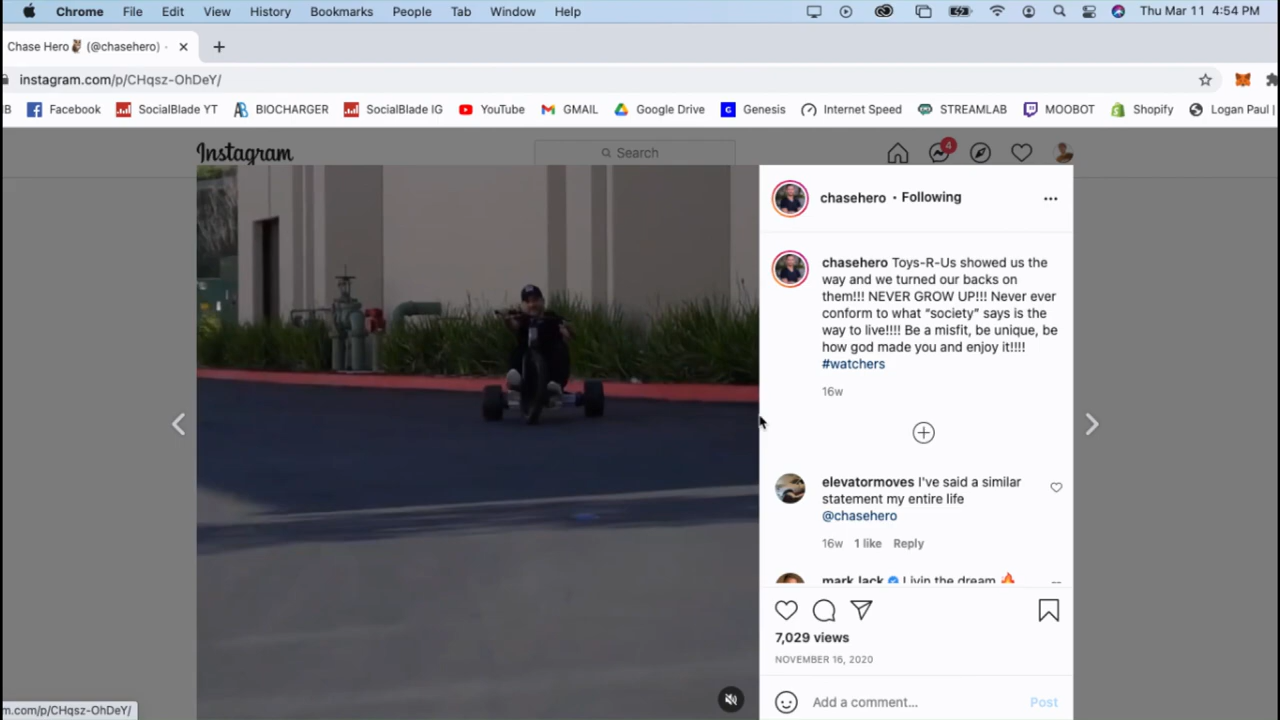 Chrome File Edit View History Bookmarks People Tab Window Help Thu Mar 11 4:54 PM
Chase Hero🦉 (@chasehero) ·
instagram.com/p/CHqsz-OhDeY/
Facebook SocialBlade YT BIOCHARGER SocialBlade IG YouTube GMAIL Google Drive Genesis Internet Speed STREAMLAB MOOBOT Shopify Logan Paul |
Instagram Search 4
chasehero • Following
chasehero Toys-R-Us showed us the
way and we turned our backs on
them!!! NEVER GROW UP!!! Never ever
conform to what “society” says is the
way to live!!!! Be a misfit, be unique, be
how god made you and enjoy it!!!!
#watchers
16w
elevatormoves I've said a similar
statement my entire life
@chasehero
16w 1 like Reply
mark_lack Livin the dream 🔥
7,029 views
NOVEMBER 16, 2020
Add a comment... Post
m.com/p/CHqsz-OhDeY/